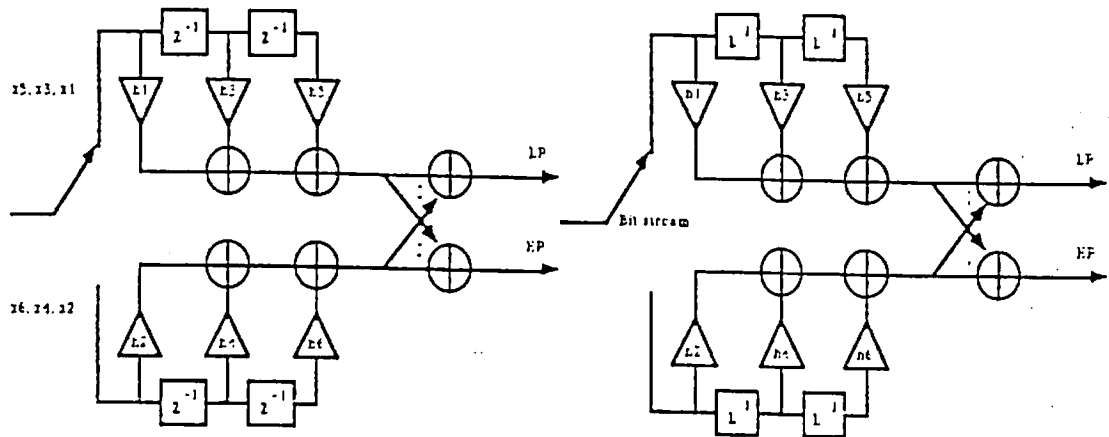 z⁻¹ z⁻¹
x5, x3, x1
h1 h3 h5
LP
HP
x6, x4, x2
h2 h4 h6
z⁻¹ z⁻¹
h1 h3 h5
LP
Bit stream
HP
h2 h4 h6